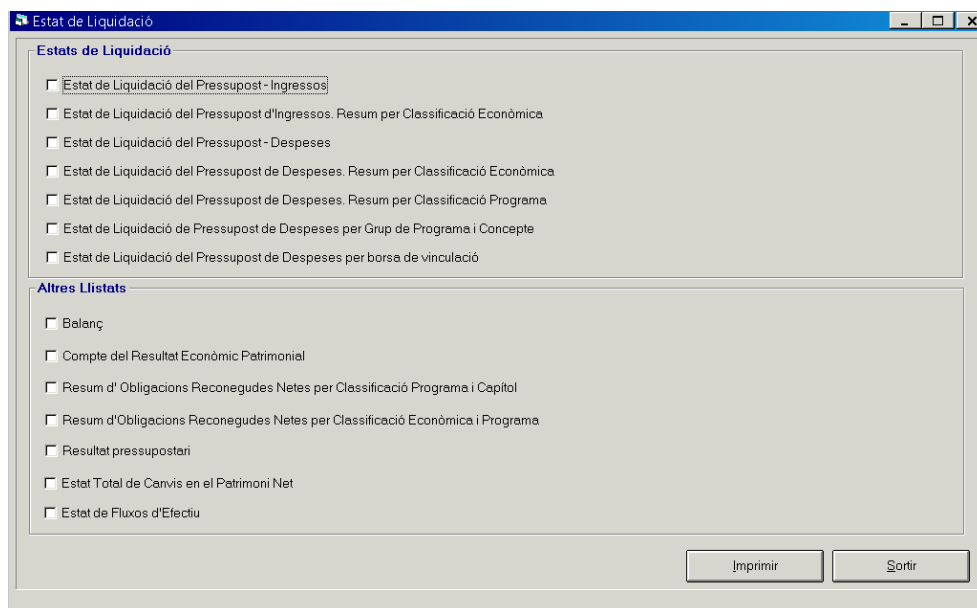 Estat de Liquidació
Estats de Liquidació
Estat de Liquidació del Pressupost - Ingressos
Estat de Liquidació del Pressupost d'Ingressos. Resum per Classificació Econòmica
Estat de Liquidació del Pressupost - Despeses
Estat de Liquidació del Pressupost de Despeses. Resum per Classificació Econòmica
Estat de Liquidació del Pressupost de Despeses. Resum per Classificació Programa
Estat de Liquidació de Pressupost de Despeses per Grup de Programa i Concepte
Estat de Liquidació del Pressupost de Despeses per borsa de vinculació
Altres Llistats
Balanç
Compte del Resultat Econòmic Patrimonial
Resum d' Obligacions Reconegudes Netes per Classificació Programa i Capítol
Resum d'Obligacions Reconegudes Netes per Classificació Econòmica i Programa
Resultat pressupostari
Estat Total de Canvis en el Patrimoni Net
Estat de Fluxos d'Efectiu
Imprimir
Sortir